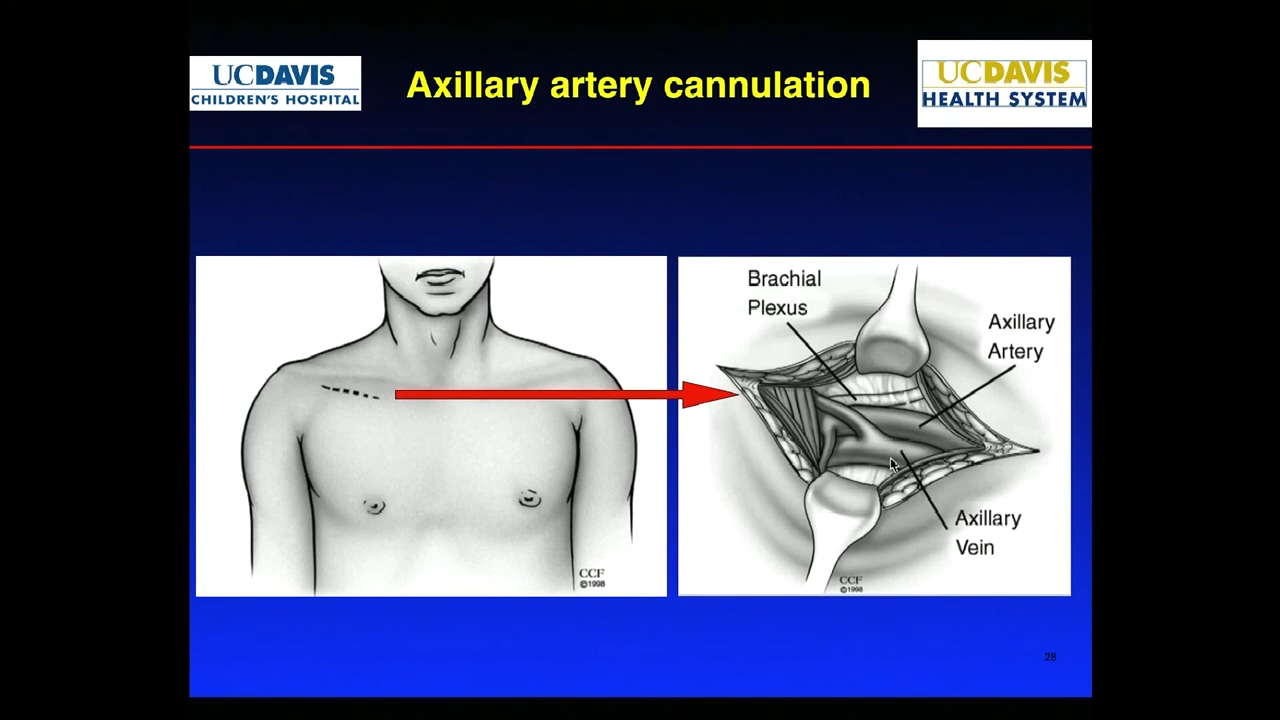 UCDAVIS
CHILDREN'S HOSPITAL
Axillary artery cannulation
UCDAVIS
HEALTH SYSTEM
CCF
©1998
Brachial
Plexus
Axillary
Artery
Axillary
Vein
CCF
©1998
28